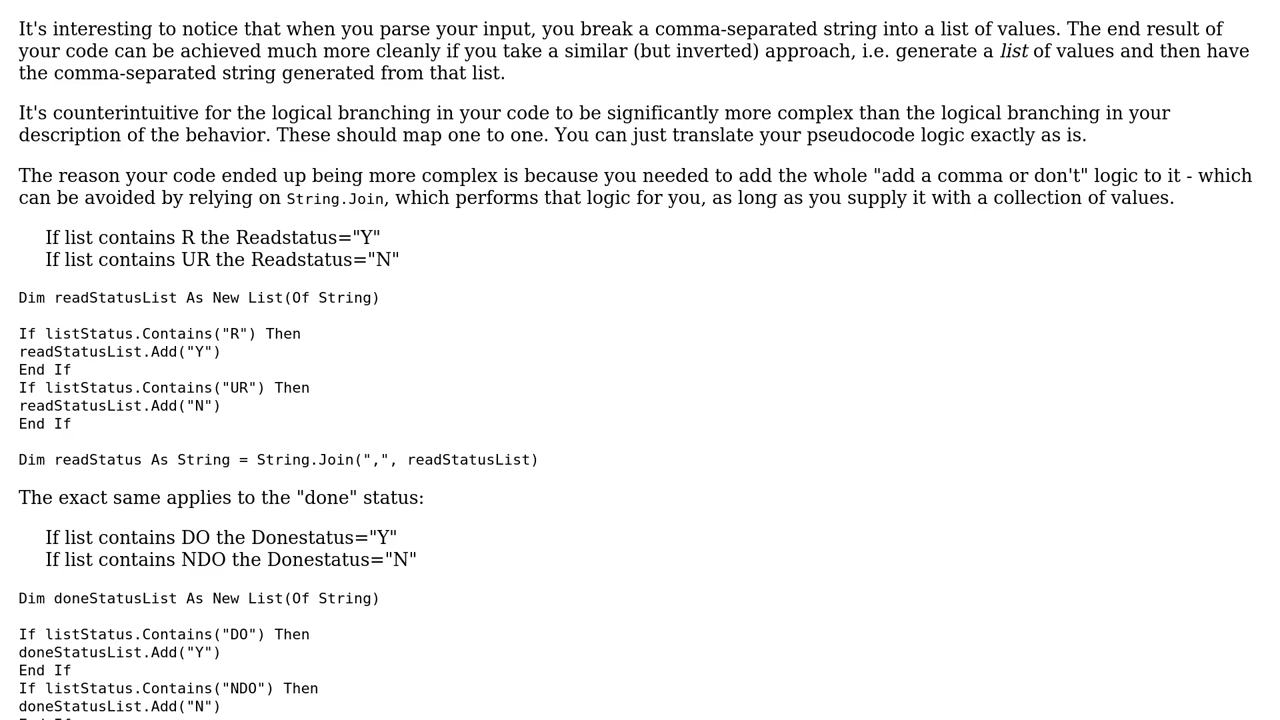 It's interesting to notice that when you parse your input, you break a comma-separated string into a list of values. The end result of
your code can be achieved much more cleanly if you take a similar (but inverted) approach, i.e. generate a list of values and then have
the comma-separated string generated from that list.
It's counterintuitive for the logical branching in your code to be significantly more complex than the logical branching in your
description of the behavior. These should map one to one. You can just translate your pseudocode logic exactly as is.
The reason your code ended up being more complex is because you needed to add the whole "add a comma or don't" logic to it - which
can be avoided by relying on String.Join, which performs that logic for you, as long as you supply it with a collection of values.
If list contains R the Readstatus="Y"
If list contains UR the Readstatus="N"
Dim readStatusList As New List(Of String)
If listStatus.Contains("R") Then
readStatusList.Add("Y")
End If
If listStatus.Contains("UR") Then
readStatusList.Add("N")
End If
Dim readStatus As String = String.Join(",", readStatusList)
The exact same applies to the "done" status:
If list contains DO the Donestatus="Y"
If list contains NDO the Donestatus="N"
Dim doneStatusList As New List(Of String)
If listStatus.Contains("DO") Then
doneStatusList.Add("Y")
End If
If listStatus.Contains("NDO") Then
doneStatusList.Add("N")